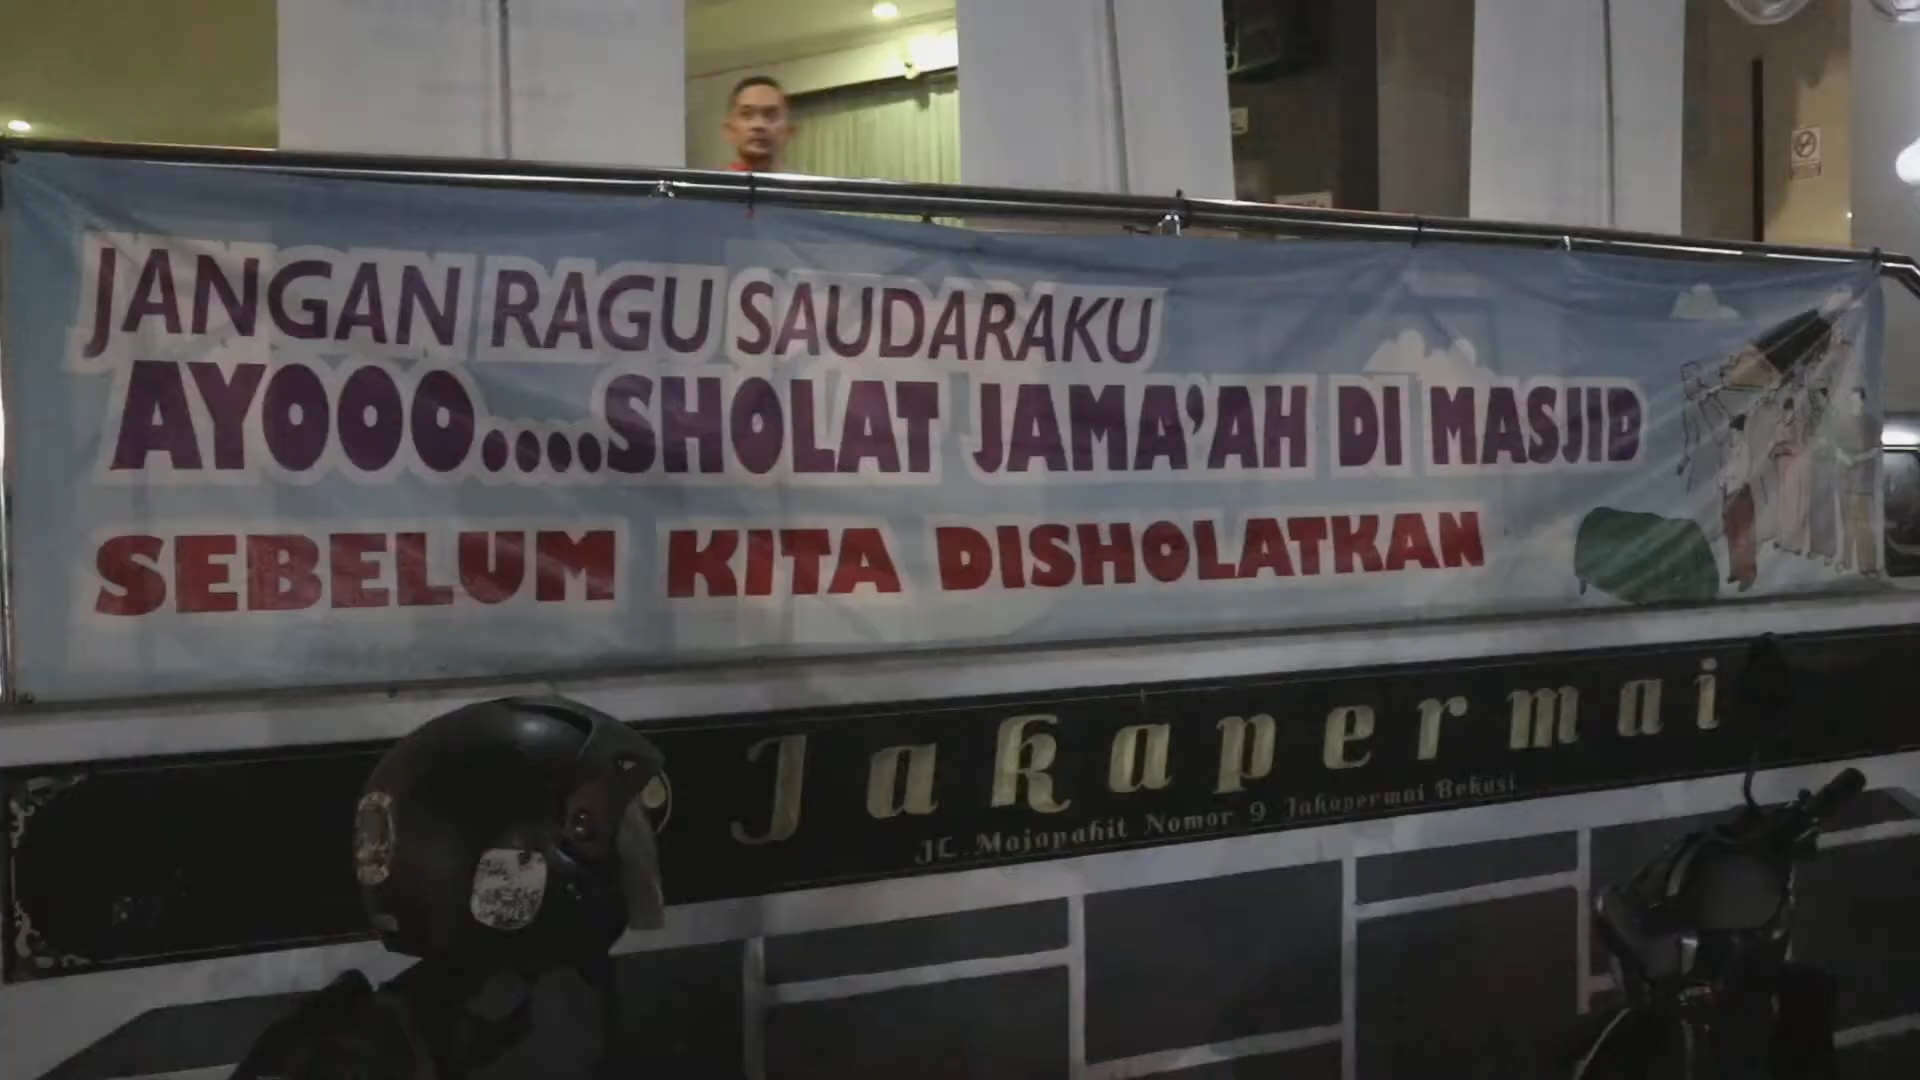 JANGAN RAGU SAUDARAKU
AYOOO....SHOLAT JAMA'AH DI MASJID
SEBELUM KITA DISHOLATKAN
Jakapermai
JL. Majapahit Nomor 9 Jakapermai Bekasi